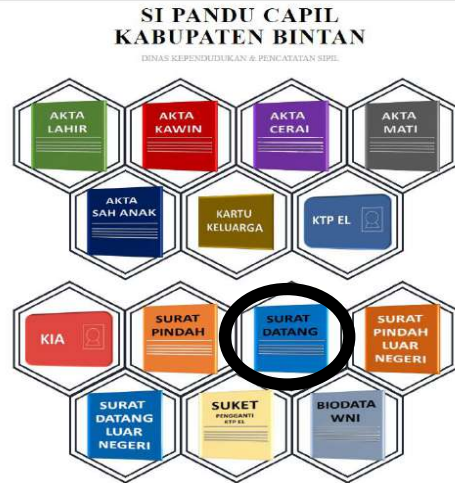 SI PANDU CAPIL
KABUPATEN BINTAN
DINAS KEPENDUDUKAN & PENCATATAN SIPIL
AKTA
LAHIR
AKTA
KAWIN
AKTA
CERAI
AKTA
MATI
AKTA
SAH ANAK
KARTU
KELUARGA
KTP EL
KIA
SURAT
PINDAH
SURAT
DATANG
SURAT
PINDAH
LUAR
NEGERI
SURAT
DATANG
LUAR
NEGERI
SUKET
PENGGANTI
KTP EL
BIODATA
WNI